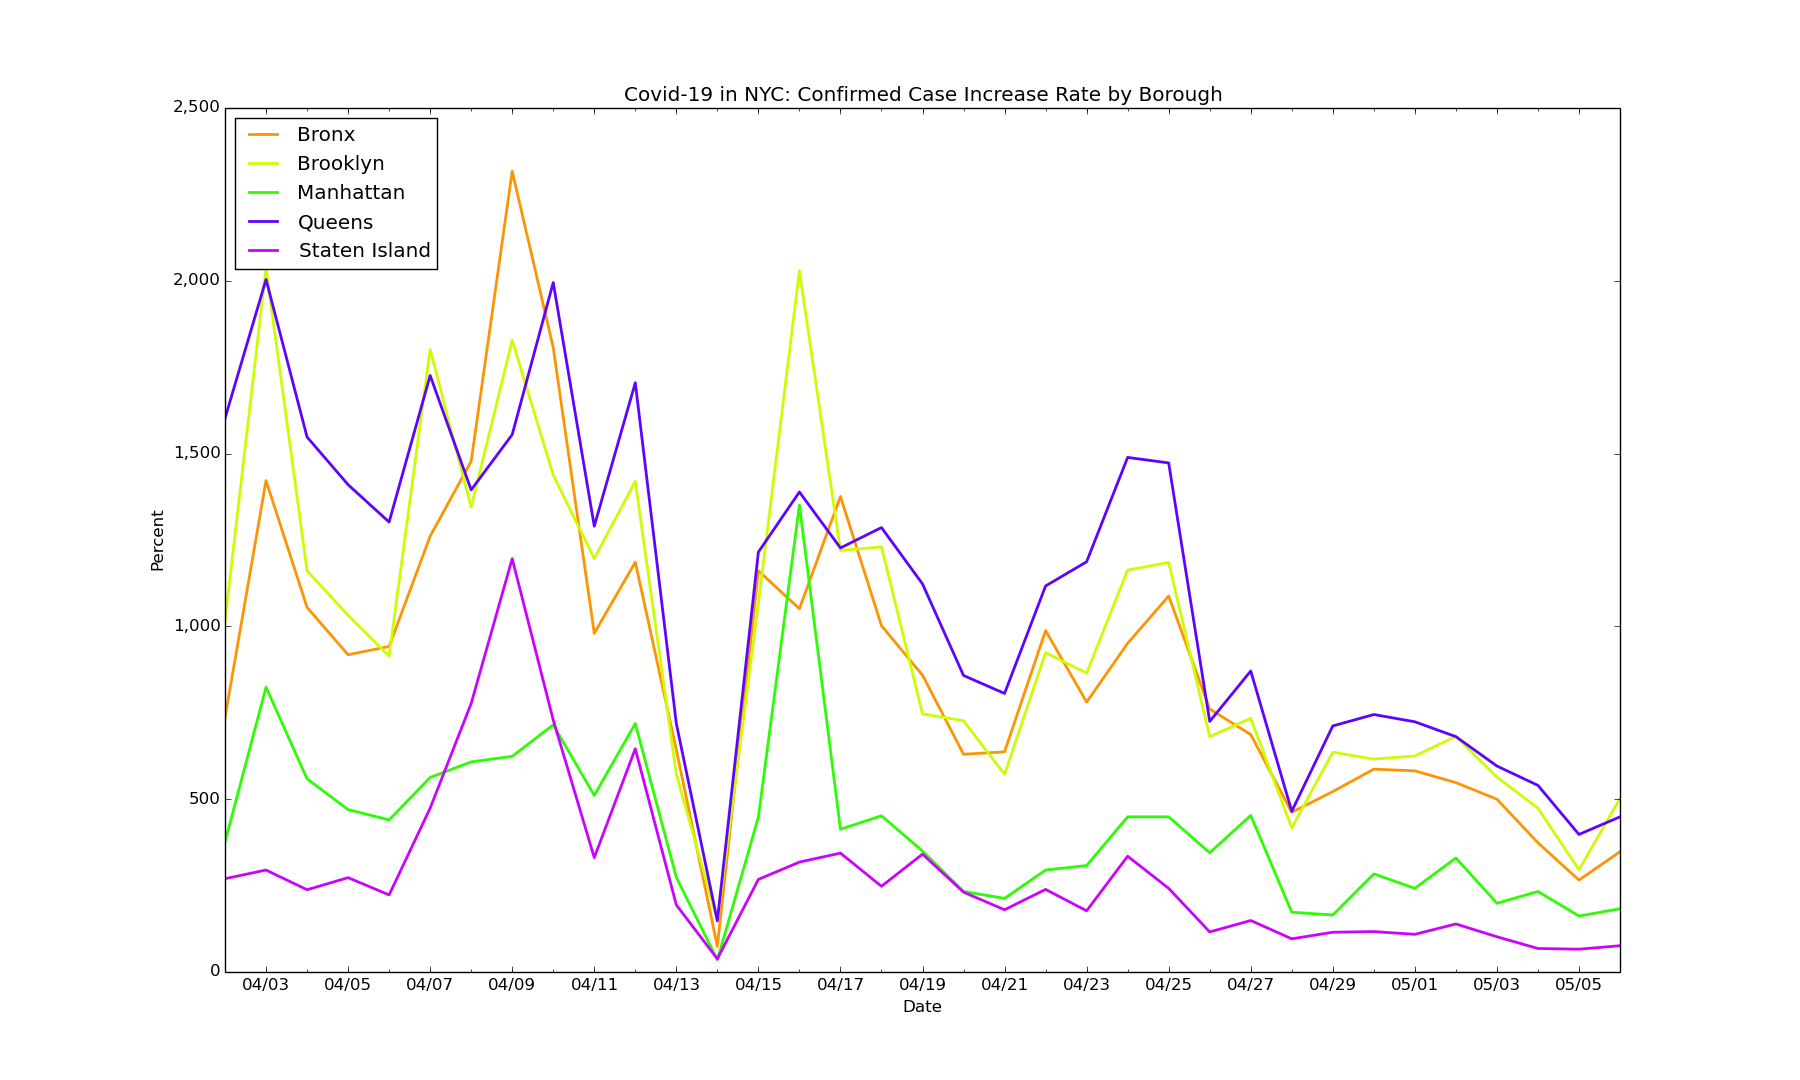 Covid-19 in NYC: Confirmed Case Increase Rate by Borough
2,500
2,000
1,500
1,000
500
0
Percent
Bronx
Brooklyn
Manhattan
Queens
Staten Island
04/03 04/05 04/07 04/09 04/11 04/13 04/15 04/17 04/19 04/21 04/23 04/25 04/27 04/29 05/01 05/03 05/05
Date